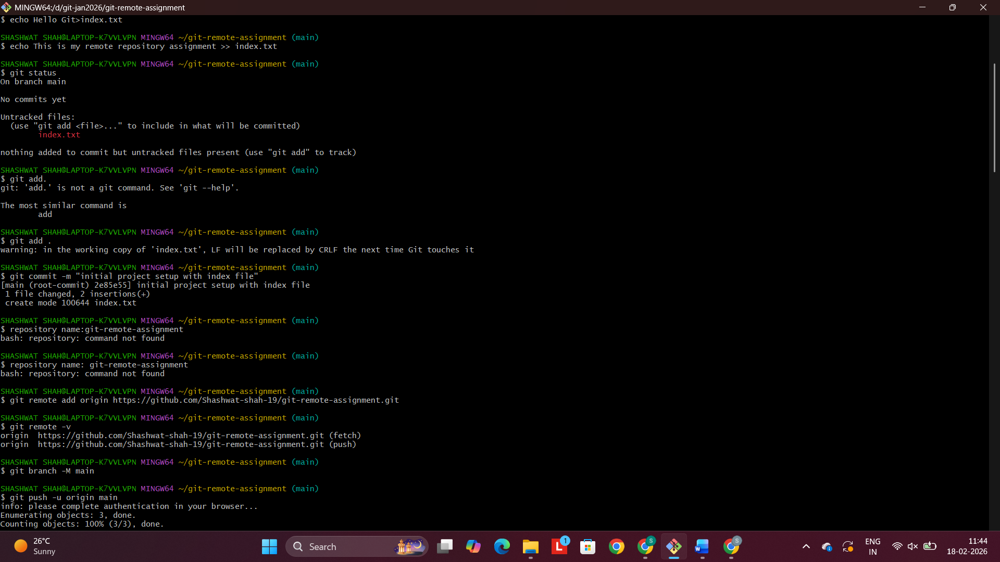 MINGW64:/d/git-jan2026/git-remote-assignment
$ echo Hello Git>index.txt
SHASHWAT SHAH@LAPTOP-K7VVLVPN MINGW64 ~/git-remote-assignment (main)
$ echo This is my remote repository assignment >> index.txt
SHASHWAT SHAH@LAPTOP-K7VVLVPN MINGW64 ~/git-remote-assignment (main)
$ git status
On branch main
No commits yet
Untracked files:
  (use "git add <file>..." to include in what will be committed)
        index.txt
nothing added to commit but untracked files present (use "git add" to track)
SHASHWAT SHAH@LAPTOP-K7VVLVPN MINGW64 ~/git-remote-assignment (main)
$ git add.
git: 'add.' is not a git command. See 'git --help'.
The most similar command is
        add
SHASHWAT SHAH@LAPTOP-K7VVLVPN MINGW64 ~/git-remote-assignment (main)
$ git add .
warning: in the working copy of 'index.txt', LF will be replaced by CRLF the next time Git touches it
SHASHWAT SHAH@LAPTOP-K7VVLVPN MINGW64 ~/git-remote-assignment (main)
$ git commit -m "initial project setup with index file"
[main (root-commit) 2e85e55] initial project setup with index file
 1 file changed, 2 insertions(+)
 create mode 100644 index.txt
SHASHWAT SHAH@LAPTOP-K7VVLVPN MINGW64 ~/git-remote-assignment (main)
$ repository name:git-remote-assignment
bash: repository: command not found
SHASHWAT SHAH@LAPTOP-K7VVLVPN MINGW64 ~/git-remote-assignment (main)
$ repository name: git-remote-assignment
bash: repository: command not found
SHASHWAT SHAH@LAPTOP-K7VVLVPN MINGW64 ~/git-remote-assignment (main)
$ git remote add origin https://github.com/Shashwat-shah-19/git-remote-assignment.git
SHASHWAT SHAH@LAPTOP-K7VVLVPN MINGW64 ~/git-remote-assignment (main)
$ git remote -v
origin  https://github.com/Shashwat-shah-19/git-remote-assignment.git (fetch)
origin  https://github.com/Shashwat-shah-19/git-remote-assignment.git (push)
SHASHWAT SHAH@LAPTOP-K7VVLVPN MINGW64 ~/git-remote-assignment (main)
$ git branch -M main
SHASHWAT SHAH@LAPTOP-K7VVLVPN MINGW64 ~/git-remote-assignment (main)
$ git push -u origin main
info: please complete authentication in your browser...
Enumerating objects: 3, done.
Counting objects: 100% (3/3), done.
26°C
Sunny
Search
L
1
S
W
S
ENG
IN
11:44
18-02-2026